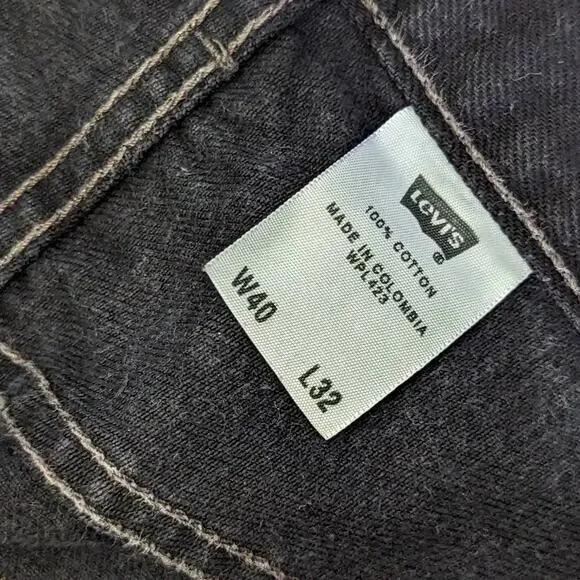 Levi's ®
100% COTTON
MADE IN COLOMBIA
WPL423
W40 L32